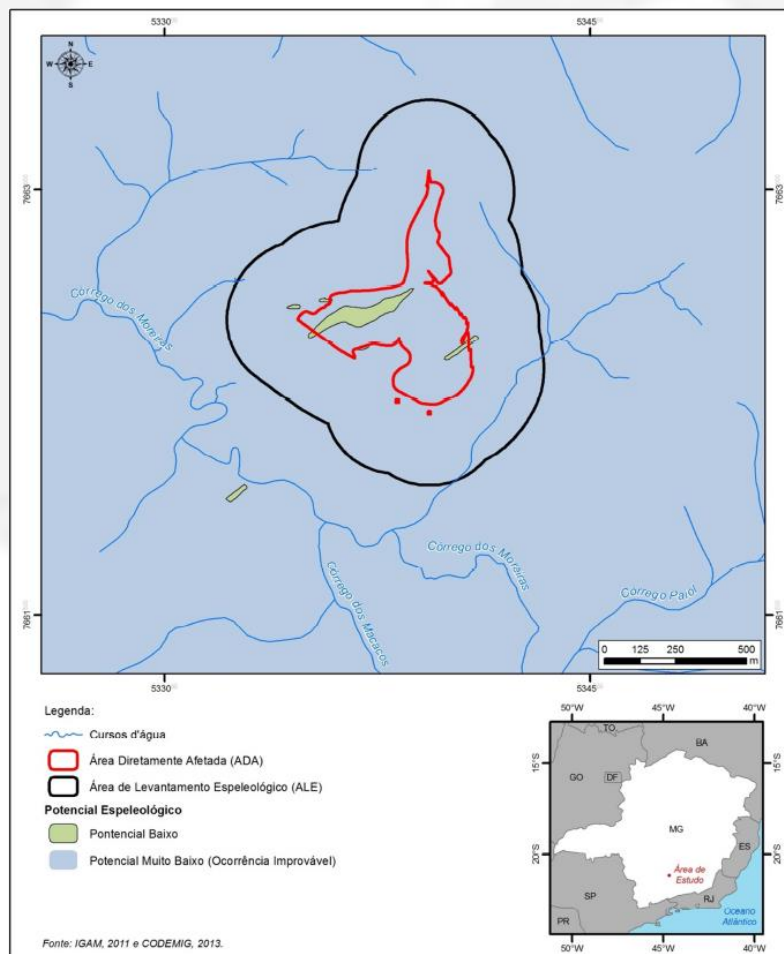 5330
5345
N
W
E
S
7663
7663
Córrego dos Moreiras
Córrego dos Moreiras
Córrego dos Macacos
Córrego Paiol
7661
7661
0 125 250 500
m
5330
5345
Legenda:
Cursos d'água
Área Diretamente Afetada (ADA)
Área de Levantamento Espeleológico (ALE)
Potencial Espeleológico
Pontencial Baixo
Potencial Muito Baixo (Ocorrência Improvável)
Fonte: IGAM, 2011 e CODEMIG, 2013.
50°W 45°W 40°W
TO
BA
15°S
15°S
GO
DF
MG
ES
20°S
20°S
Área de
Estudo
SP
RJ
PR
Oceano
Atlântico
50°W 45°W 40°W